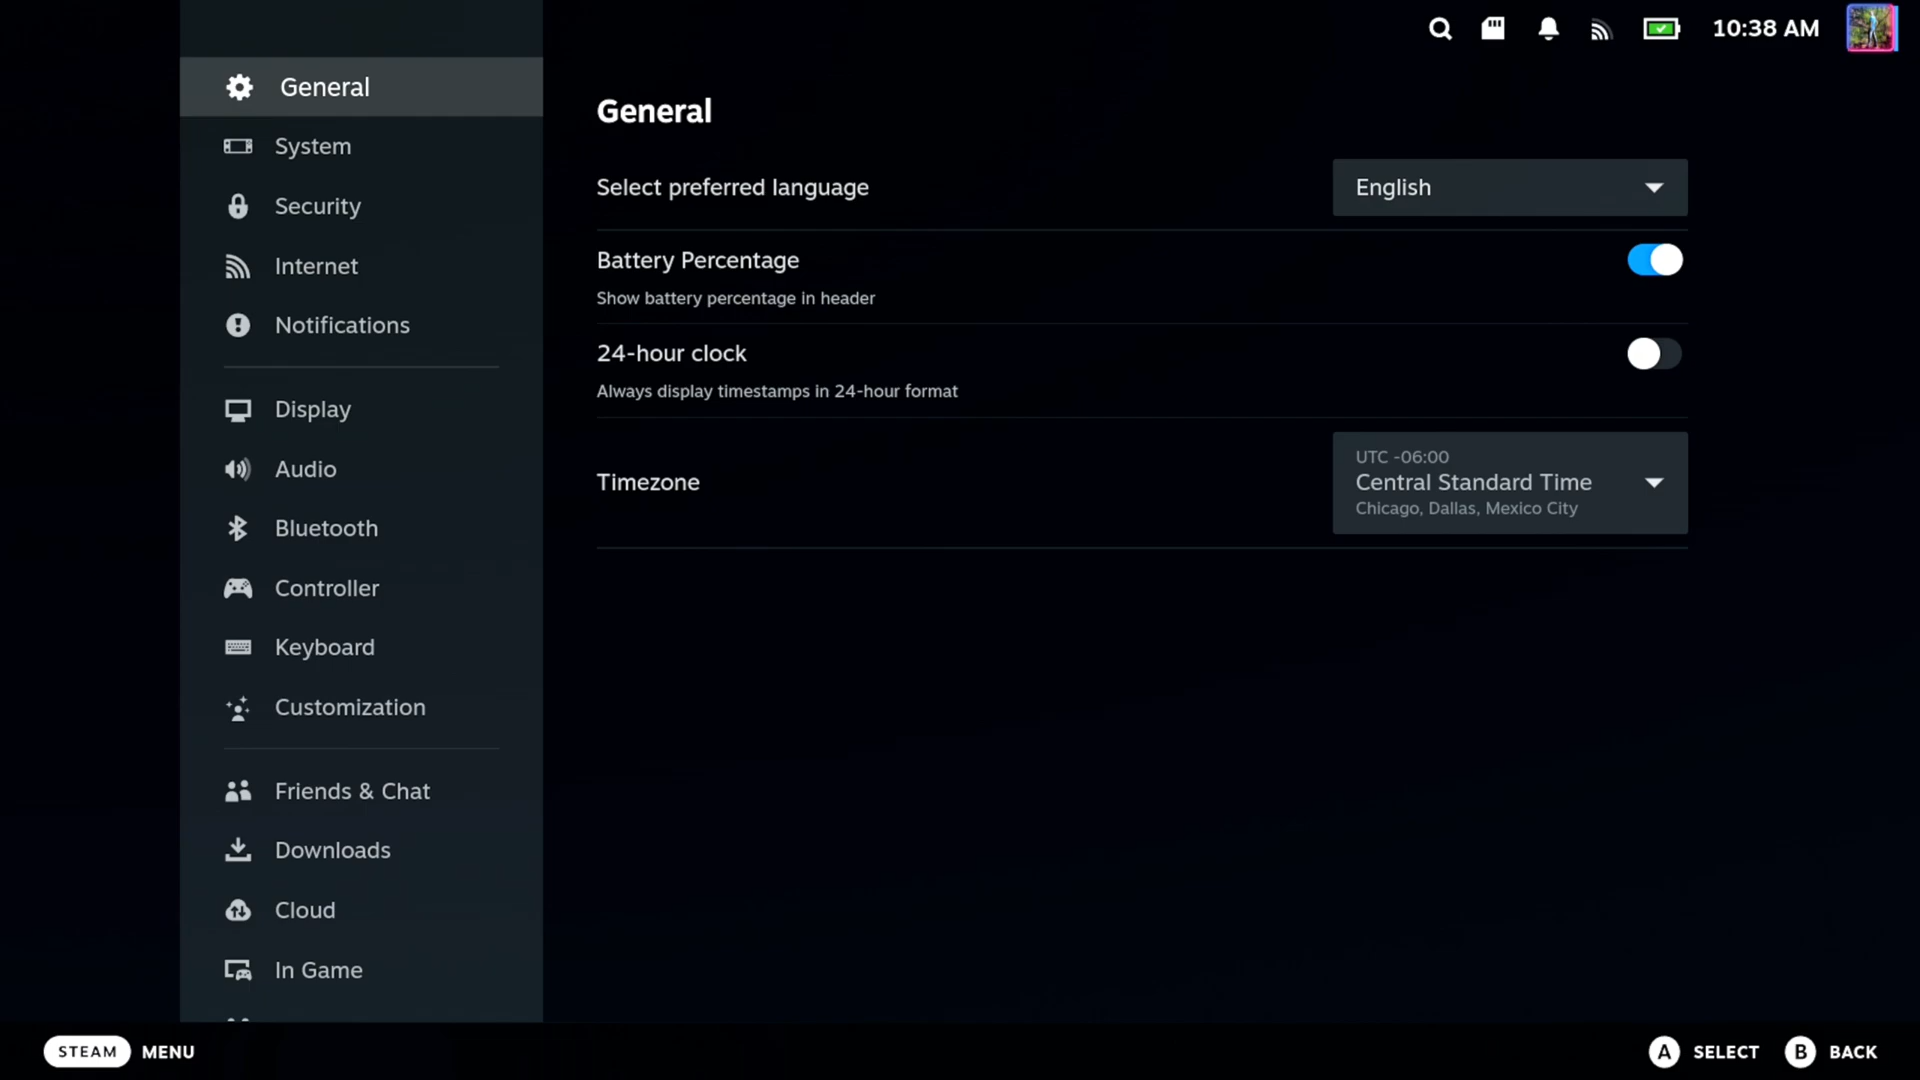 10:38 AM
General
System
Security
Internet
Notifications
Display
Audio
Bluetooth
Controller
Keyboard
Customization
Friends & Chat
Downloads
Cloud
In Game
General
Select preferred language
English
Battery Percentage
Show battery percentage in header
24-hour clock
Always display timestamps in 24-hour format
Timezone
UTC -06:00
Central Standard Time
Chicago, Dallas, Mexico City
STEAM MENU
A SELECT B BACK